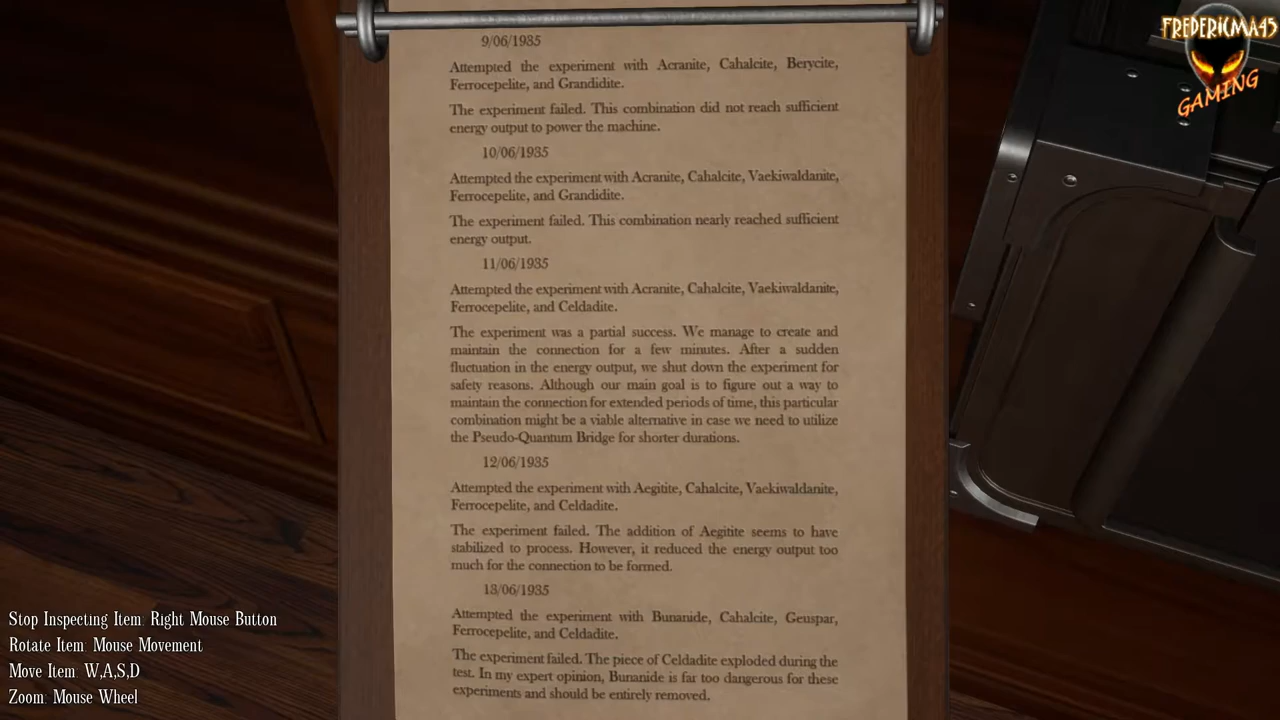 FREDERICMA45
GAMING
9/06/1935
Attempted the experiment with Acranite, Cahalcite, Berycite,
Ferrocepelite, and Grandidite.
The experiment failed. This combination did not reach sufficient
energy output to power the machine.
10/06/1935
Attempted the experiment with Acranite, Cahalcite, Vaekiwaldanite,
Ferrocepelite, and Grandidite.
The experiment failed. This combination nearly reached sufficient
energy output.
11/06/1935
Attempted the experiment with Acranite, Cahalcite, Vaekiwaldanite,
Ferrocepelite, and Celdadite.
The experiment was a partial success. We manage to create and
maintain the connection for a few minutes. After a sudden
fluctuation in the energy output, we shut down the experiment for
safety reasons. Although our main goal is to figure out a way to
maintain the connection for extended periods of time, this particular
combination might be a viable alternative in case we need to utilize
the Pseudo-Quantum Bridge for shorter durations.
12/06/1935
Attempted the experiment with Aegitite, Cahalcite, Vaekiwaldanite,
Ferrocepelite, and Celdadite.
The experiment failed. The addition of Aegitite seems to have
stabilized to process. However, it reduced the energy output too
much for the connection to be formed.
13/06/1935
Attempted the experiment with Bunanide, Cahalcite, Geuspar,
Ferrocepelite, and Celdadite.
The experiment failed. The piece of Celdadite exploded during the
test. In my expert opinion, Bunanide is far too dangerous for these
experiments and should be entirely removed.
Stop Inspecting Item: Right Mouse Button
Rotate Item: Mouse Movement
Move Item: W,A,S,D
Zoom: Mouse Wheel